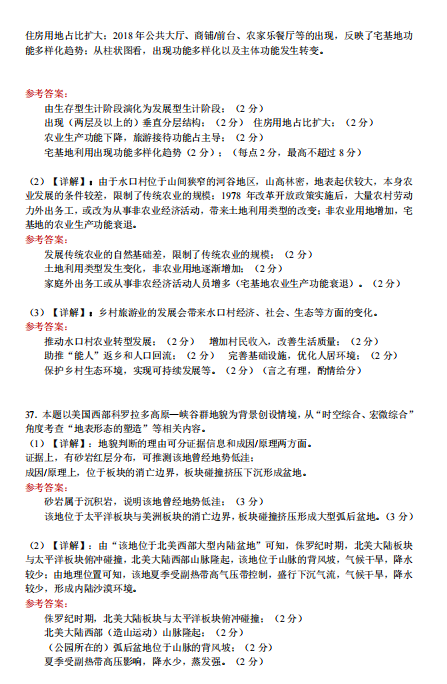 住房用地占比扩大；2018 年公共大厅、商铺/前台、农家乐餐厅等的出现，反映了宅基地功
能多样化趋势；从柱状图看，出现功能多样化以及主体功能发生转变。
参考答案：
由生存型生计阶段演化为发展型生计阶段；（2 分）
出现（两层及以上的）垂直分层结构；（2 分） 住房用地占比扩大；（2 分）
农业生产功能下降，旅游接待功能占主导；（2 分）
宅基地利用出现功能多样化趋势（2 分）；（每点 2 分，最高不超过 8 分）
（2）【详解】：由于水口村位于山间狭窄的河谷地区，山高林密，地表起伏较大，本身农
业发展的条件较差，限制了传统农业的规模；1978 年改革开放政策实施后，大量农村劳动
力外出务工，或改为从事非农业经济活动，带来土地利用类型的改变；非农业用地增加，宅
基地的农业生产功能衰退。
参考答案：
发展传统农业的自然基础差，限制了传统农业的规模；（2 分）
土地利用类型发生变化，非农业用地逐渐增加；（2 分）
家庭外出务工或从事非农经济活动人员增多（宅基地农业生产功能衰退）。（2 分）
（3）【详解】：乡村旅游业的发展会带来水口村经济、社会、生态等方面的变化。
参考答案：
推动水口村农业转型发展；（2 分） 增加村民收入，改善生活质量；（2 分）
助推“能人”返乡和人口回流；（2 分） 完善基础设施，优化人居环境；（2 分）
保护乡村生态环境，实现可持续发展等。（2 分）（言之有理，酌情给分）
37．本题以美国西部科罗拉多高原—峡谷群地貌为背景创设情境，从“时空综合、宏微综合”
角度考查“地表形态的塑造”等相关内容。
（1）【详解】：地貌判断的理由可分证据信息和成因/原理两方面。
证据上，有砂岩红层分布，可推测该地曾经地势低洼；
成因/原理上，位于板块的消亡边界，板块碰撞挤压下沉形成盆地。
参考答案：
砂岩属于沉积岩，说明该地曾经地势低洼；（3 分）
该地位于太平洋板块与美洲板块的消亡边界，板块碰撞挤压形成大型弧后盆地。（3 分）
（2）【详解】：由“该地位于北美西部大型内陆盆地”可知，侏罗纪时期，北美大陆板块
与太平洋板块俯冲碰撞，北美大陆西部山脉隆起，该地位于山脉的背风坡，气候干旱，降水
较少；由地理位置可知，该地夏季受副热带高气压带控制，盛行下沉气流，气候干旱，降水
较少，形成内陆沙漠环境。
参考答案：
侏罗纪时期，北美大陆板块与太平洋板块俯冲碰撞；（2 分）
北美大陆西部（造山运动）山脉隆起；（2 分）
（公园所在的）弧后盆地位于山脉的背风坡；（2 分）
夏季受副热带高压影响，降水少，蒸发强。（2 分）